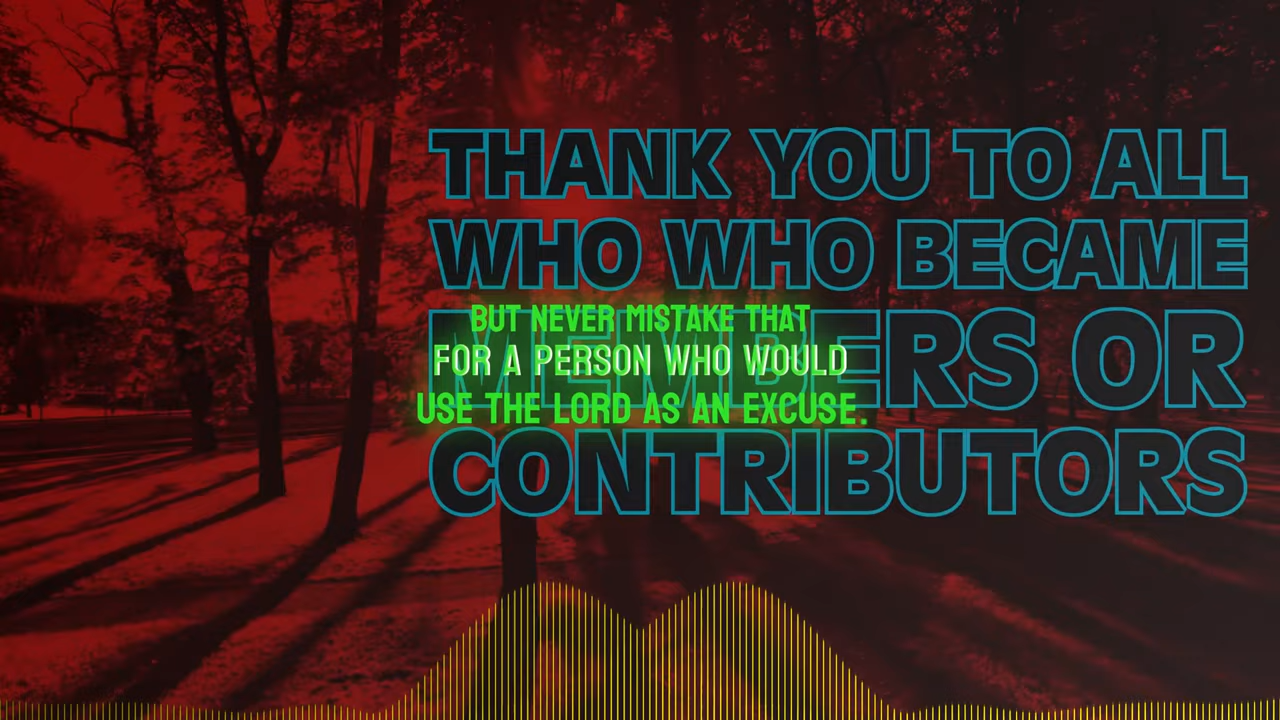 THANK YOU TO ALL
WHO WHO BECAME
MEMBERS OR
CONTRIBUTORS
BUT NEVER MISTAKE THAT
FOR A PERSON WHO WOULD
USE THE LORD AS AN EXCUSE.